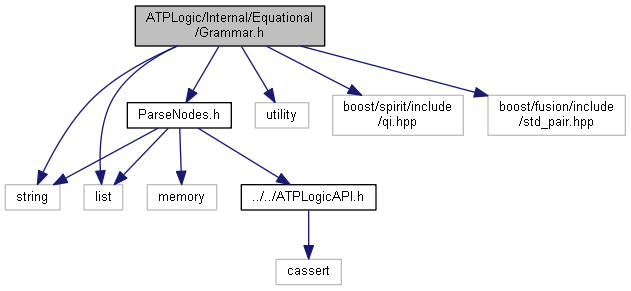 ATPLogic/Internal/Equational
/Grammar.h
ParseNodes.h
utility
boost/spirit/include
/qi.hpp
boost/fusion/include
/std_pair.hpp
string
list
memory
../../ATPLogicAPI.h
cassert